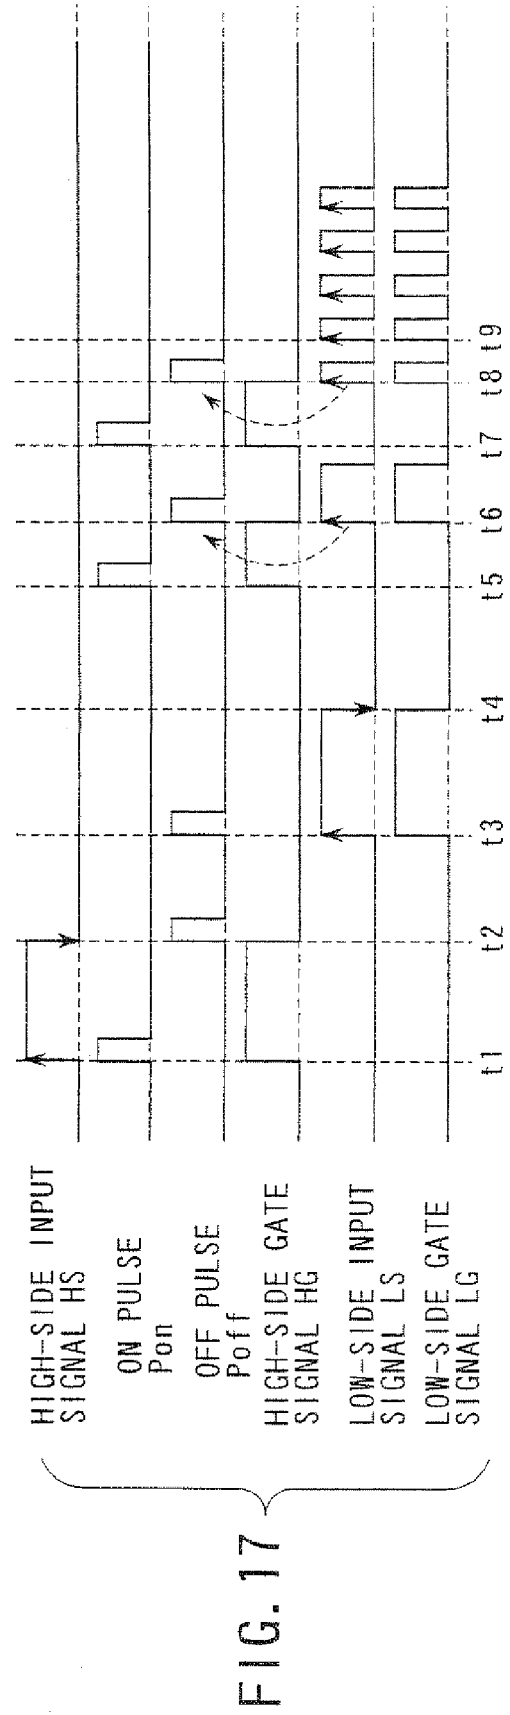 FIG. 17
HIGH-SIDE INPUT
SIGNAL HS
ON PULSE
Pon
OFF PULSE
Poff
HIGH-SIDE GATE
SIGNAL HG
LOW-SIDE INPUT
SIGNAL LS
LOW-SIDE GATE
SIGNAL LG
t1 t2 t3 t4 t5 t6 t7 t8 t9